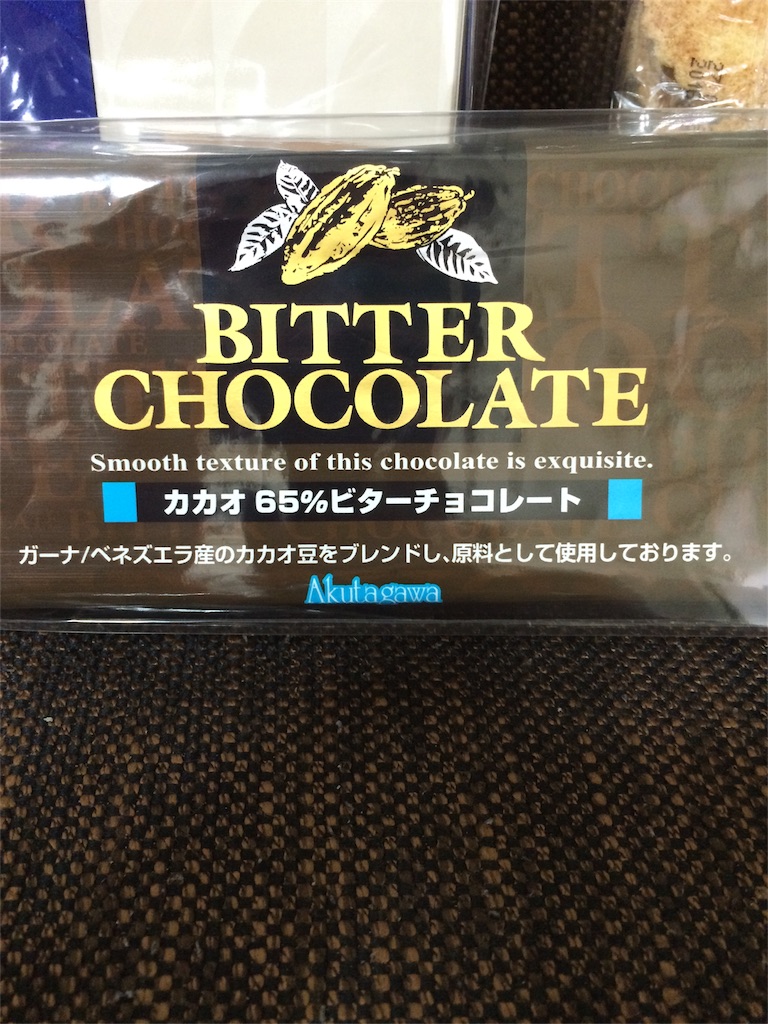 BITTER
CHOCOLATE
Smooth texture of this chocolate is exquisite.
カカオ 65%ビターチョコレート
ガーナ/ベネズエラ産のカカオ豆をブレンドし、原料として使用しております。
Akutagawa